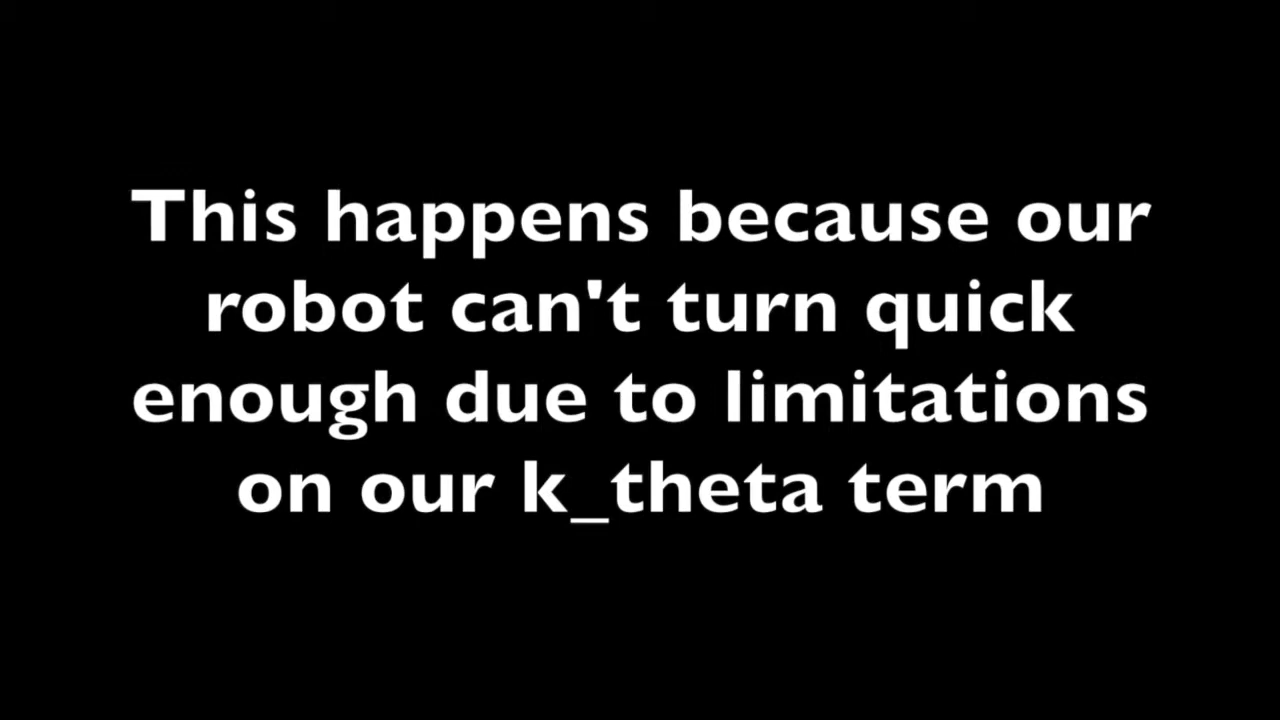 This happens because our
robot can't turn quick
enough due to limitations
on our k_theta term